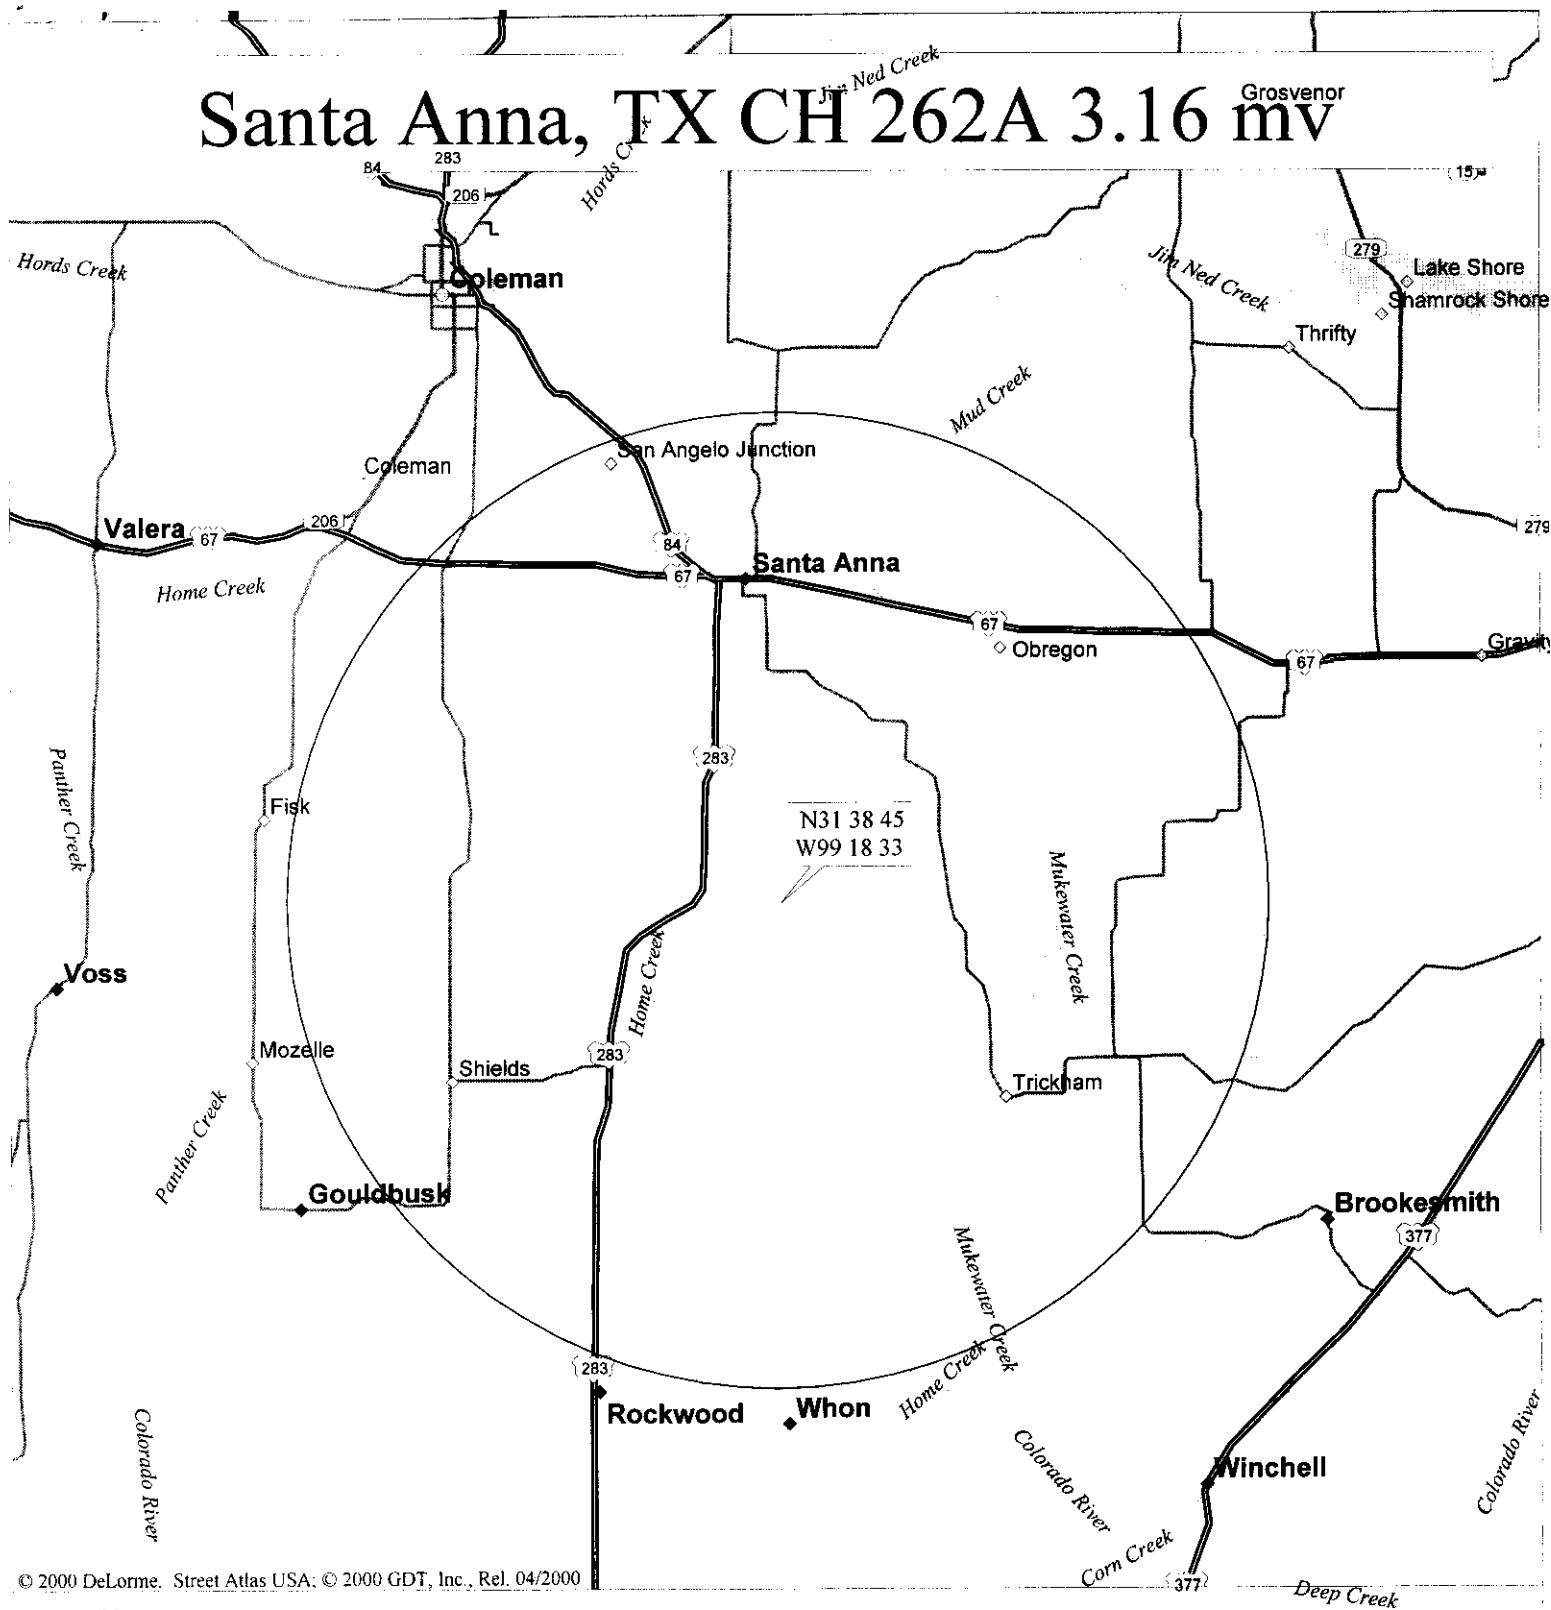 Jim Ned Creek
Grosvenor
Santa Anna, TX CH 262A 3.16 mv
Hords Creek
84
283
206
15
Hords Creek
Coleman
Jim Ned Creek
279
Lake Shore
Shamrock Shore
Thrifty
Mud Creek
San Angelo Junction
Coleman
Valera
67
206
84
279
Santa Anna
67
Home Creek
67
Obregon
67
Gravity
Panther Creek
283
Fisk
N31 38 45
W99 18 33
Mukewater Creek
Voss
Home Creek
Mozelle
283
Shields
Trickham
Panther Creek
Gouldbusk
Brookesmith
377
Mukewater Creek
283
Home Creek
Rockwood
Whon
Colorado River
Colorado River
Winchell
Colorado River
Corn Creek
377
Deep Creek
© 2000 DeLorme. Street Atlas USA; © 2000 GDT, Inc., Rel. 04/2000